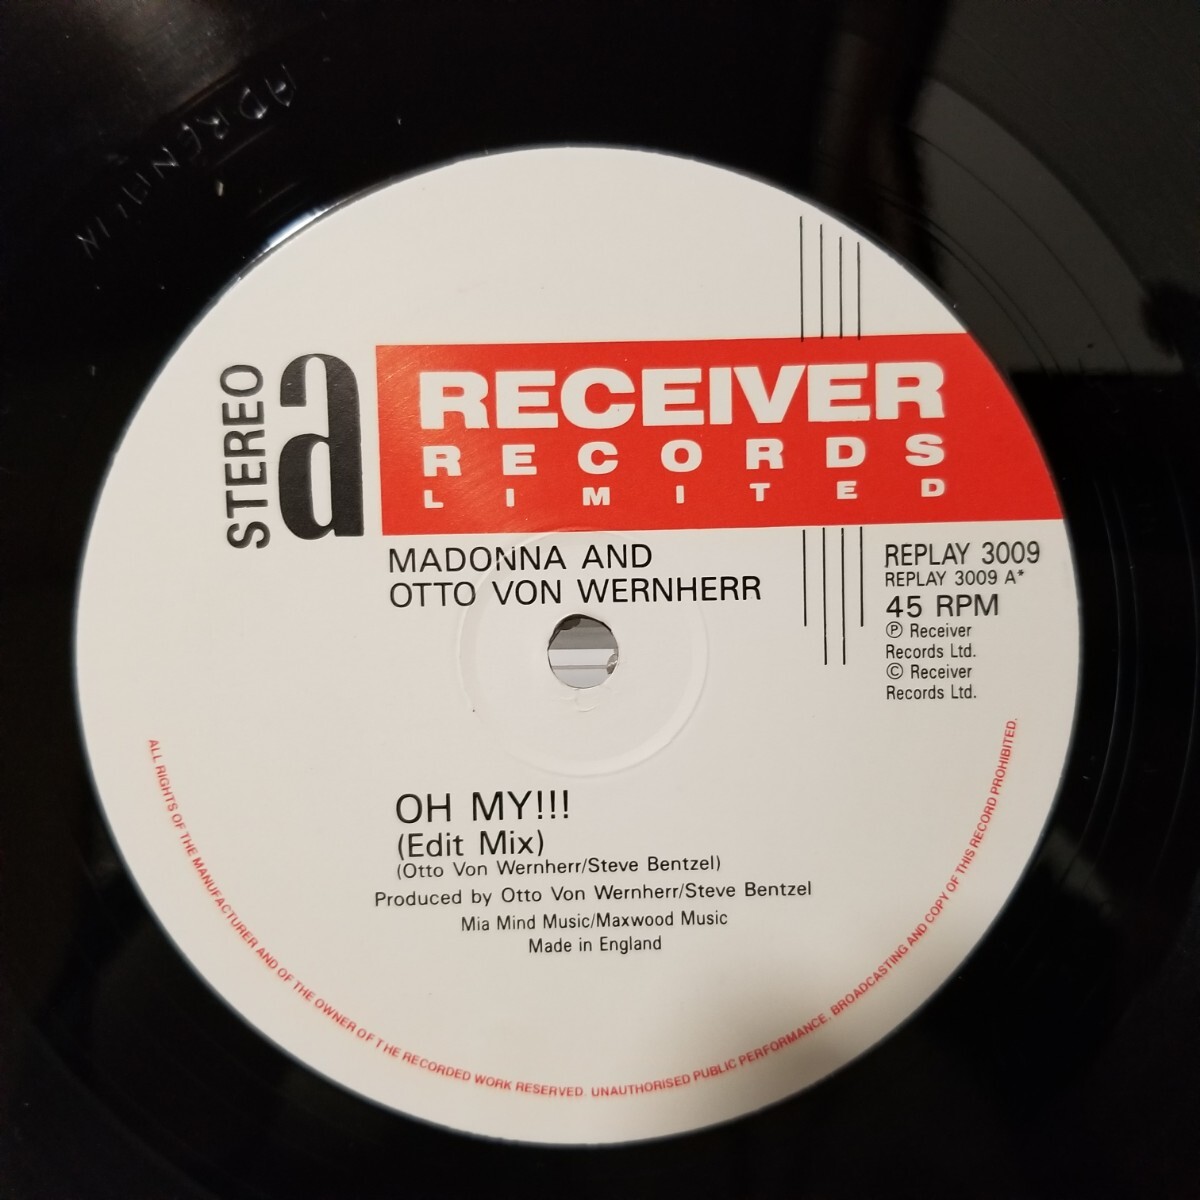 ADRENALIN
STEREO
a
RECEIVER
RECORDS
LIMITED
MADONNA AND
OTTO VON WERNHERR
REPLAY 3009
REPLAY 3009 A*
45 RPM
℗ Receiver
Records Ltd.
© Receiver
Records Ltd.
OH MY!!!
(Edit Mix)
(Otto Von Wernherr/Steve Bentzel)
Produced by Otto Von Wernherr/Steve Bentzel
Mia Mind Music/Maxwood Music
Made in England
ALL RIGHTS OF THE MANUFACTURER AND OF THE OWNER OF THE RECORDED WORK RESERVED. UNAUTHORISED PUBLIC PERFORMANCE, BROADCASTING AND COPY OF THIS RECORD PROHIBITED.